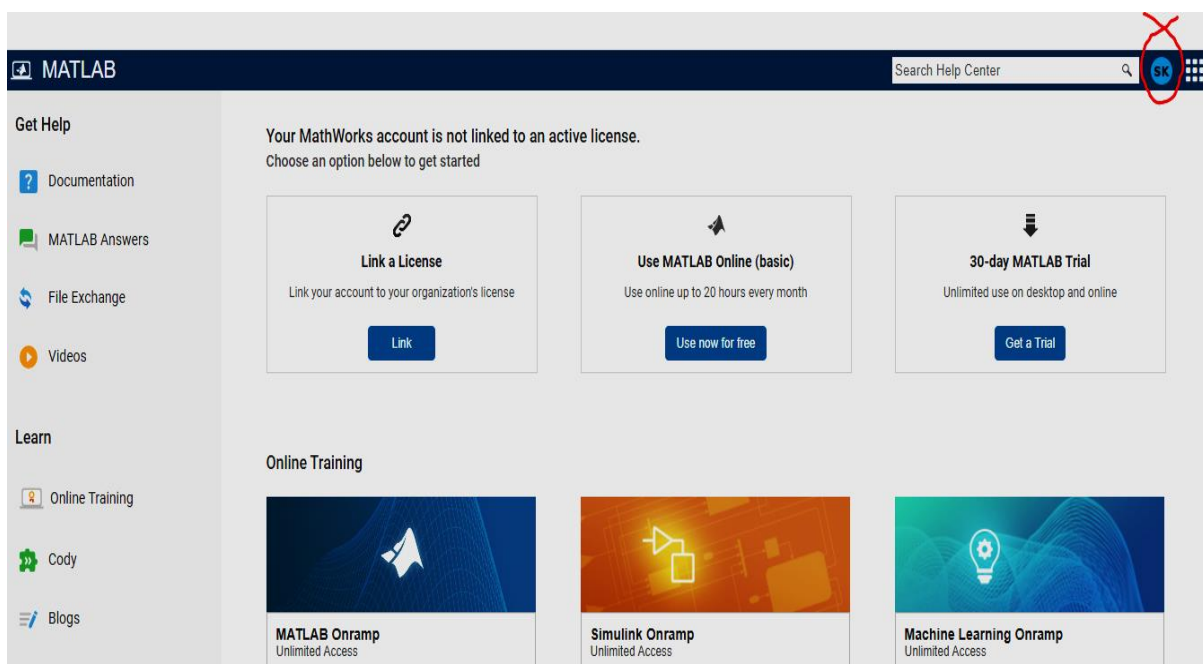 MATLAB
Search Help Center
SK
Get Help
Documentation
MATLAB Answers
File Exchange
Videos
Learn
Online Training
Cody
Blogs
Your MathWorks account is not linked to an active license.
Choose an option below to get started
Link a License
Link your account to your organization's license
Link
Use MATLAB Online (basic)
Use online up to 20 hours every month
Use now for free
30-day MATLAB Trial
Unlimited use on desktop and online
Get a Trial
Online Training
MATLAB Onramp
Unlimited Access
Simulink Onramp
Unlimited Access
Machine Learning Onramp
Unlimited Access